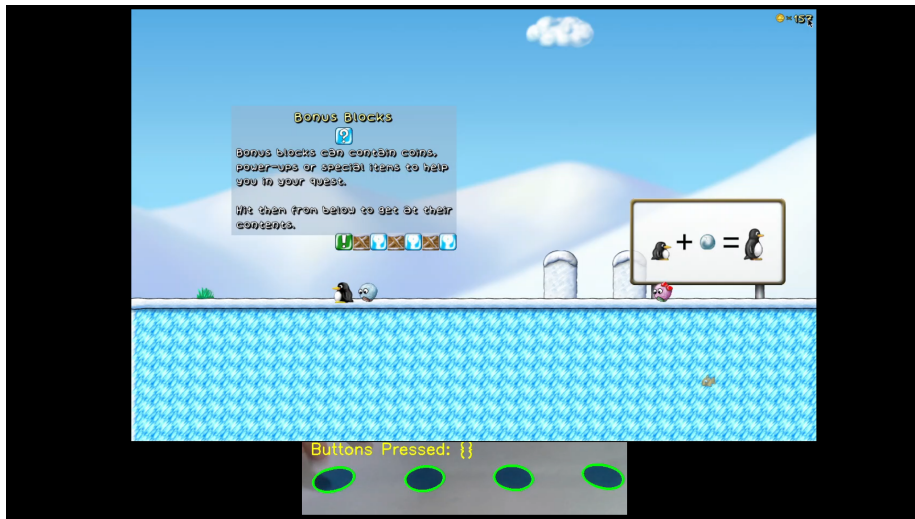 157
Bonus Blocks
Bonus blocks can contain coins,
power-ups or special items to help
you in your quest.
Hit them from below to get at their
contents.
+ =
Buttons Pressed: {}